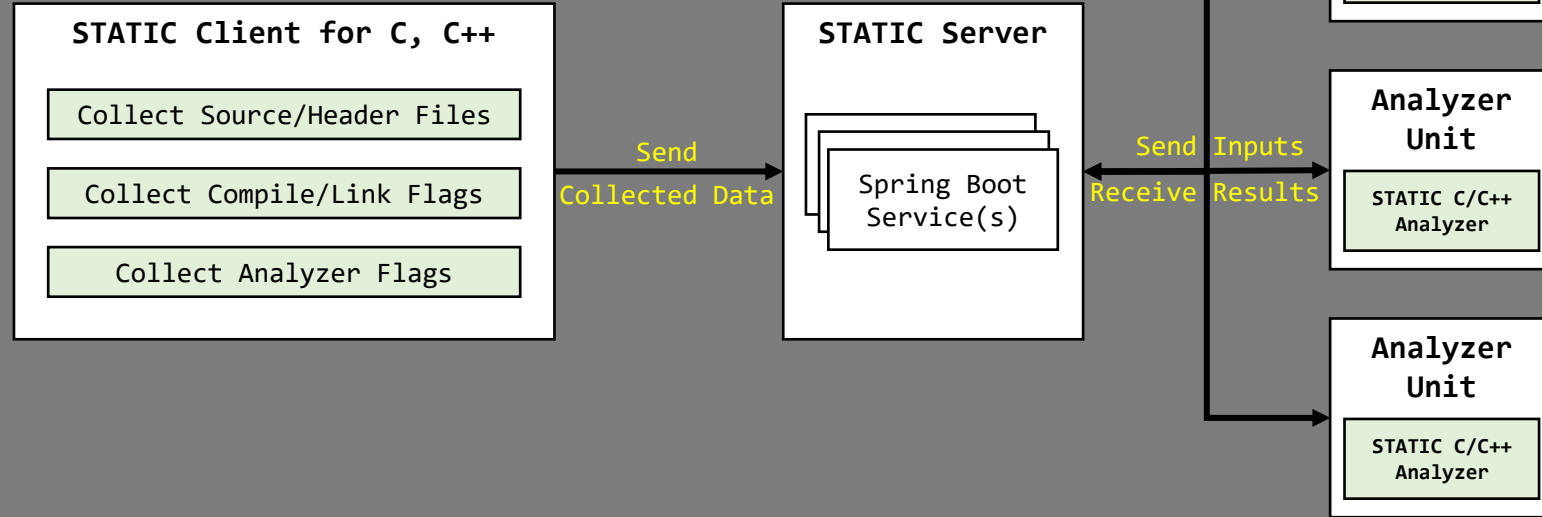 STATIC Client for C, C++
Collect Source/Header Files
Collect Compile/Link Flags
Collect Analyzer Flags
Send
Collected Data
STATIC Server
Spring Boot
Service(s)
Send Inputs
Receive Results
Analyzer
Unit
STATIC C/C++
Analyzer
Analyzer
Unit
STATIC C/C++
Analyzer